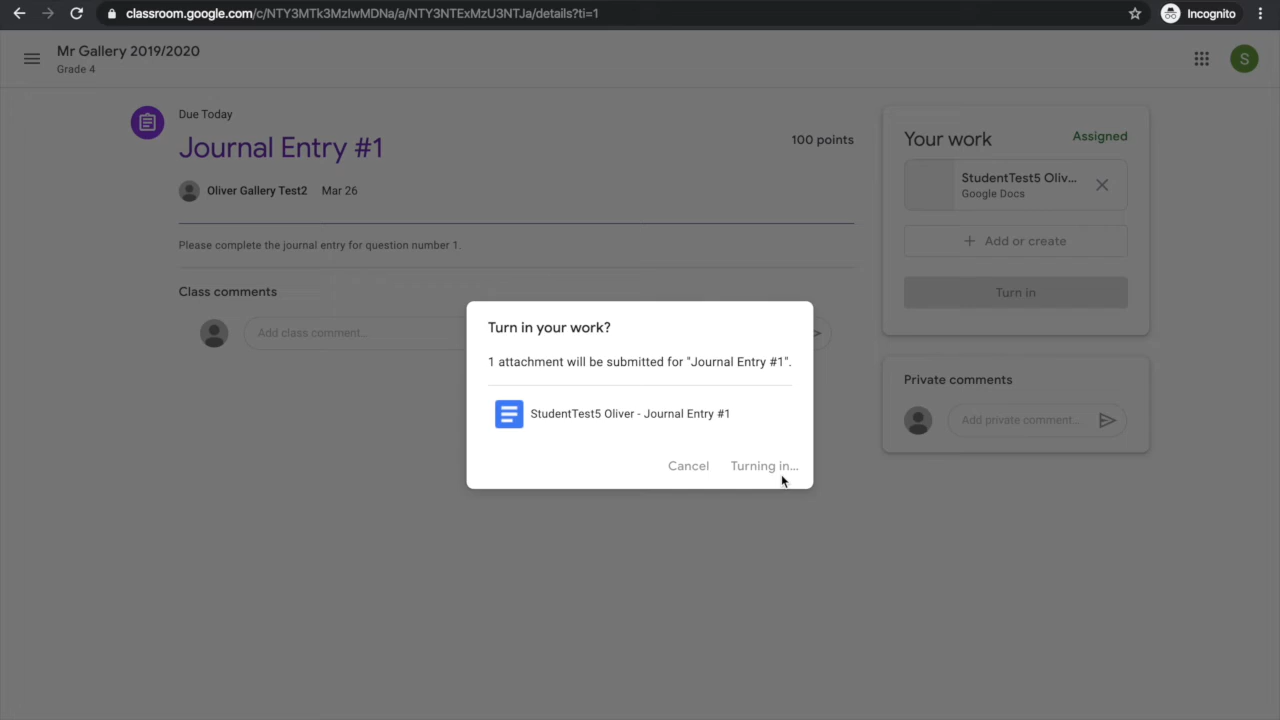 classroom.google.com/c/NTY3MTk3MzIwMDNa/a/NTY3NTExMzU3NTJa/details?ti=1
Incognito
Mr Gallery 2019/2020
Grade 4
S
Due Today
Journal Entry #1
100 points
Oliver Gallery Test2 Mar 26
Please complete the journal entry for question number 1.
Class comments
Add class comment...
Your work
Assigned
StudentTest5 Oliv...
Google Docs
Add or create
Turn in
Private comments
Add private comment...
Turn in your work?
1 attachment will be submitted for "Journal Entry #1".
StudentTest5 Oliver - Journal Entry #1
Cancel Turning in...